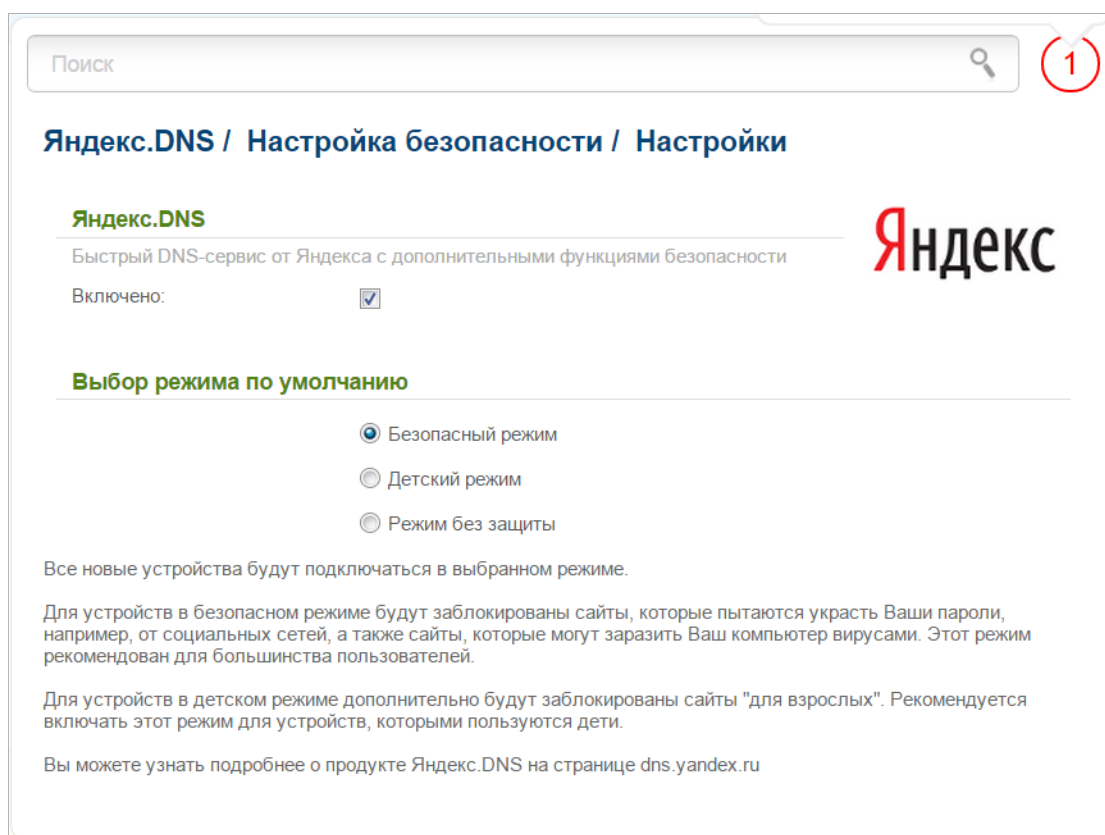 Поиск
1
Яндекс.DNS / Настройка безопасности / Настройки
Яндекс.DNS
Яндекс
Быстрый DNS-сервис от Яндекса с дополнительными функциями безопасности
Включено:
Выбор режима по умолчанию
Безопасный режим
Детский режим
Режим без защиты
Все новые устройства будут подключаться в выбранном режиме.
Для устройств в безопасном режиме будут заблокированы сайты, которые пытаются украсть Ваши пароли,
например, от социальных сетей, а также сайты, которые могут заразить Ваш компьютер вирусами. Этот режим
рекомендован для большинства пользователей.
Для устройств в детском режиме дополнительно будут заблокированы сайты "для взрослых". Рекомендуется
включать этот режим для устройств, которыми пользуются дети.
Вы можете узнать подробнее о продукте Яндекс.DNS на странице dns.yandex.ru